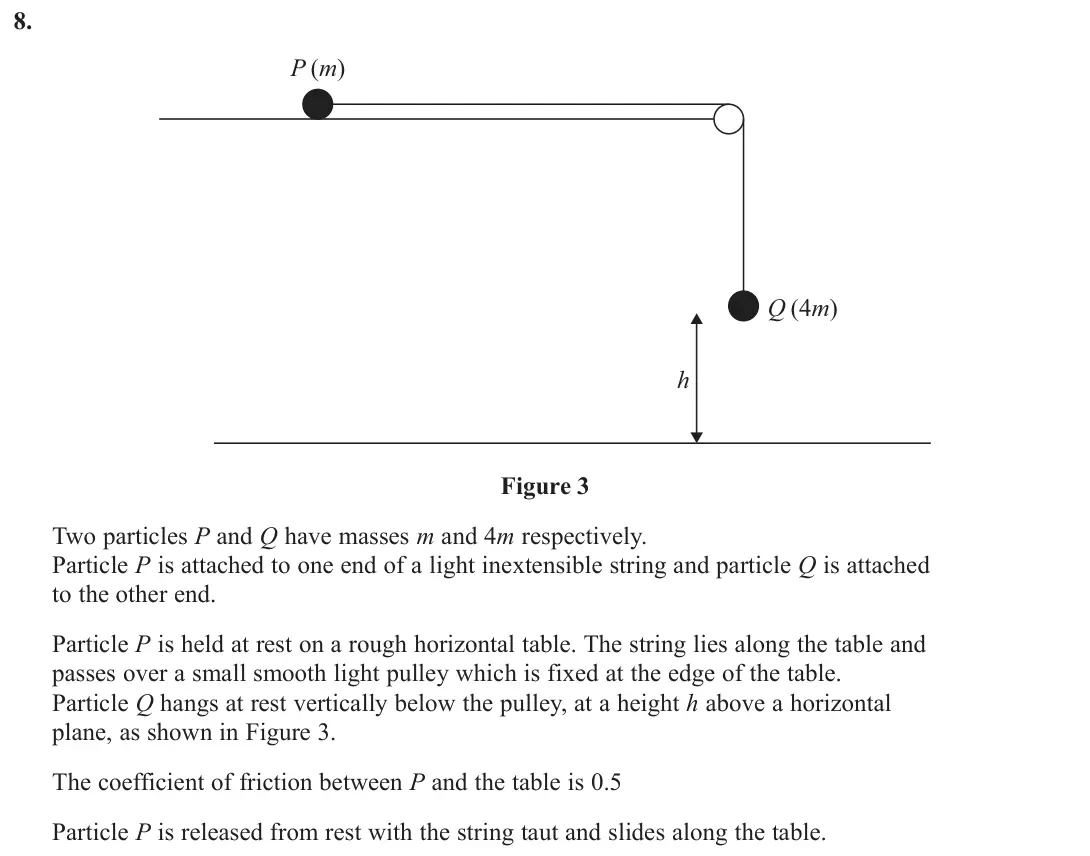 8.
P (m)
Q (4m)
h
Figure 3
Two particles P and Q have masses m and 4m respectively.
Particle P is attached to one end of a light inextensible string and particle Q is attached
to the other end.
Particle P is held at rest on a rough horizontal table. The string lies along the table and
passes over a small smooth light pulley which is fixed at the edge of the table.
Particle Q hangs at rest vertically below the pulley, at a height h above a horizontal
plane, as shown in Figure 3.
The coefficient of friction between P and the table is 0.5
Particle P is released from rest with the string taut and slides along the table.